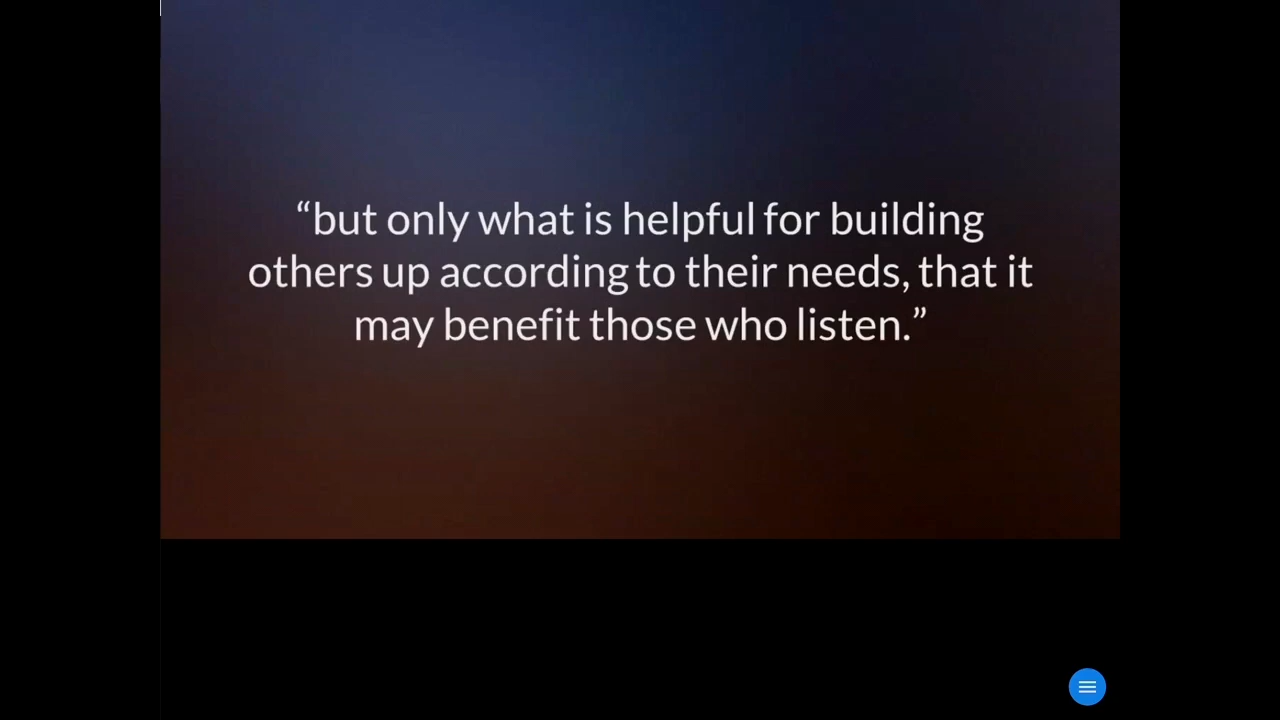 “but only what is helpful for building
others up according to their needs, that it
may benefit those who listen.”